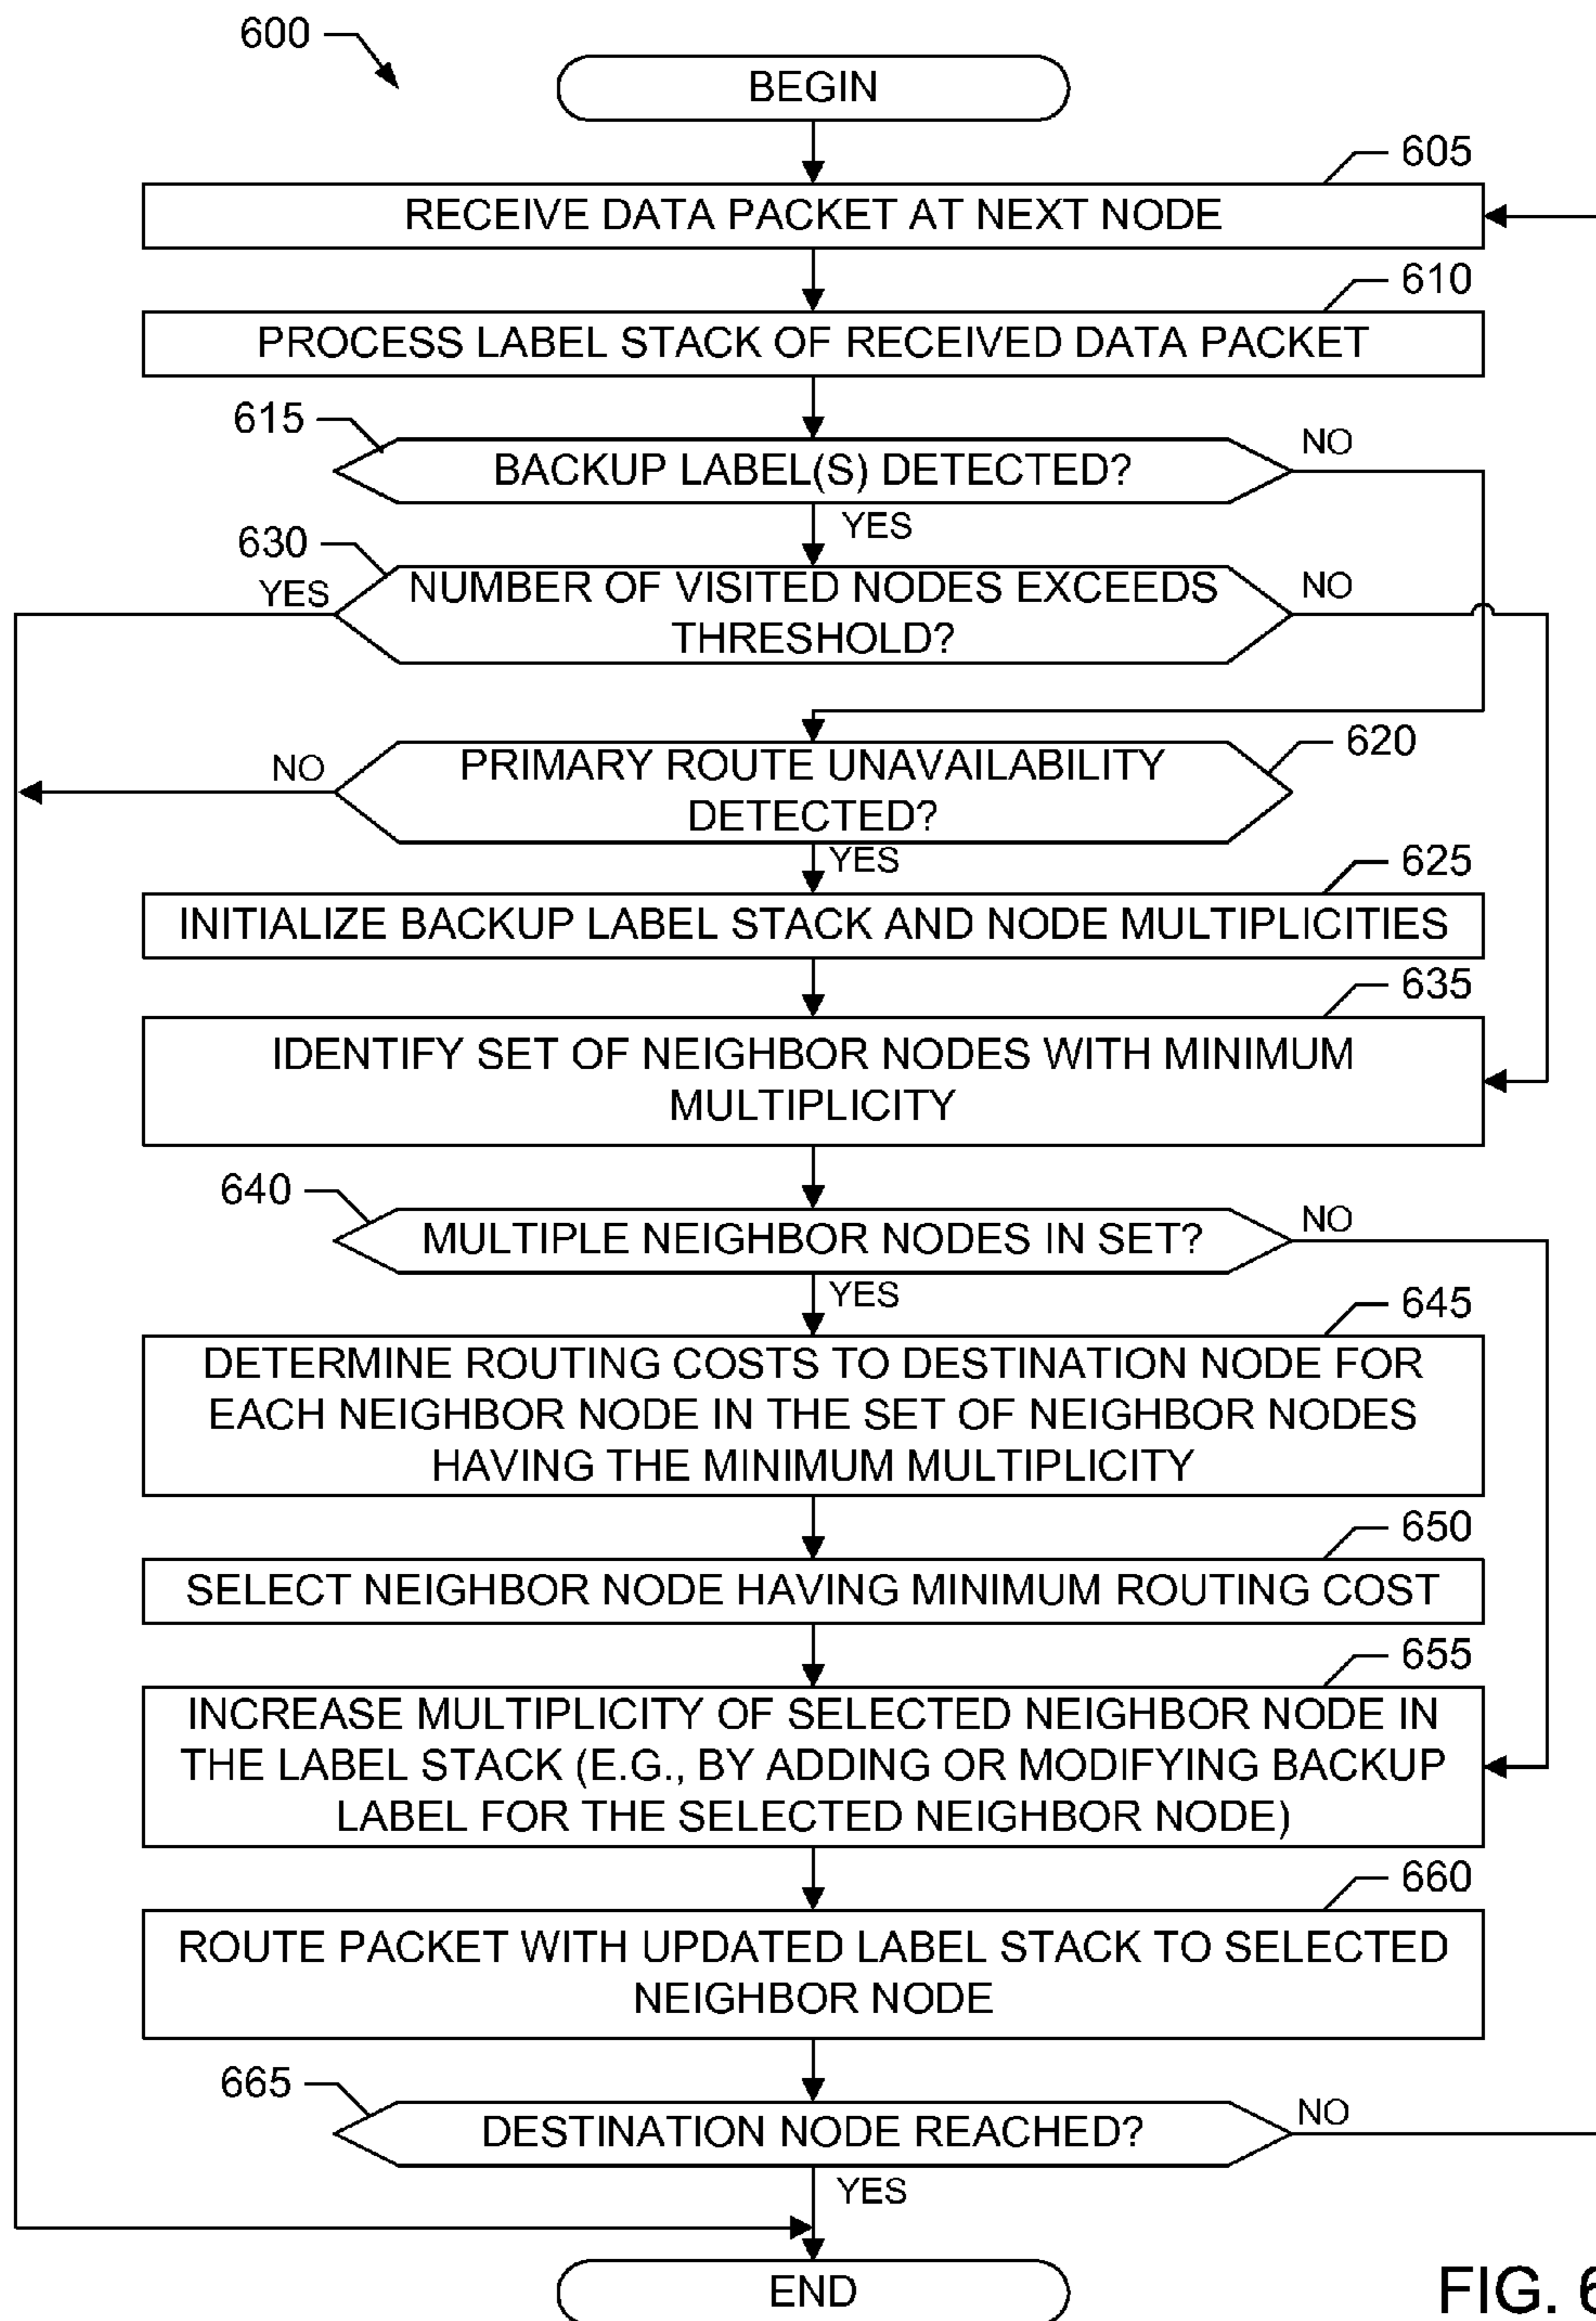 600
BEGIN
605
RECEIVE DATA PACKET AT NEXT NODE
610
PROCESS LABEL STACK OF RECEIVED DATA PACKET
615
BACKUP LABEL(S) DETECTED?
NO
YES
630
YES
NUMBER OF VISITED NODES EXCEEDS
THRESHOLD?
NO
620
NO
PRIMARY ROUTE UNAVAILABILITY
DETECTED?
YES
625
INITIALIZE BACKUP LABEL STACK AND NODE MULTIPLICITIES
635
IDENTIFY SET OF NEIGHBOR NODES WITH MINIMUM
MULTIPLICITY
640
MULTIPLE NEIGHBOR NODES IN SET?
NO
YES
645
DETERMINE ROUTING COSTS TO DESTINATION NODE FOR
EACH NEIGHBOR NODE IN THE SET OF NEIGHBOR NODES
HAVING THE MINIMUM MULTIPLICITY
650
SELECT NEIGHBOR NODE HAVING MINIMUM ROUTING COST
655
INCREASE MULTIPLICITY OF SELECTED NEIGHBOR NODE IN
THE LABEL STACK (E.G., BY ADDING OR MODIFYING BACKUP
LABEL FOR THE SELECTED NEIGHBOR NODE)
660
ROUTE PACKET WITH UPDATED LABEL STACK TO SELECTED
NEIGHBOR NODE
665
DESTINATION NODE REACHED?
NO
YES
END
FIG. 6